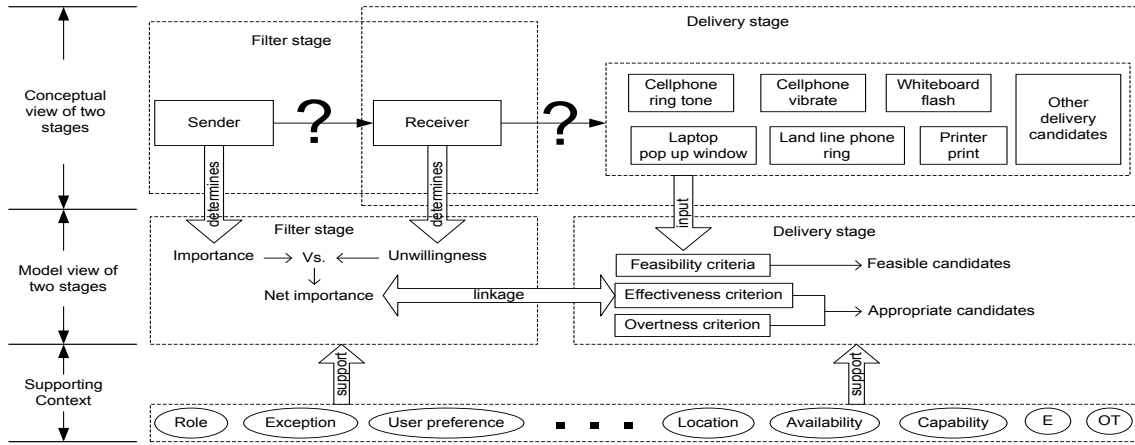 Delivery stage
Filter stage
Conceptual
view of two
stages
Sender
?
Receiver
?
Cellphone
ring tone
Cellphone
vibrate
Whiteboard
flash
Other
delivery
candidates
Laptop
pop up window
Land line phone
ring
Printer
print
determines
determines
input
Model view of
two stages
Filter stage
Importance
Vs.
Unwillingness
Net importance
linkage
Delivery stage
Feasibility criteria
Feasible candidates
Effectiveness criterion
Overtness criterion
Appropriate candidates
Supporting
Context
support
support
Role
Exception
User preference
Location
Availability
Capability
E
OT